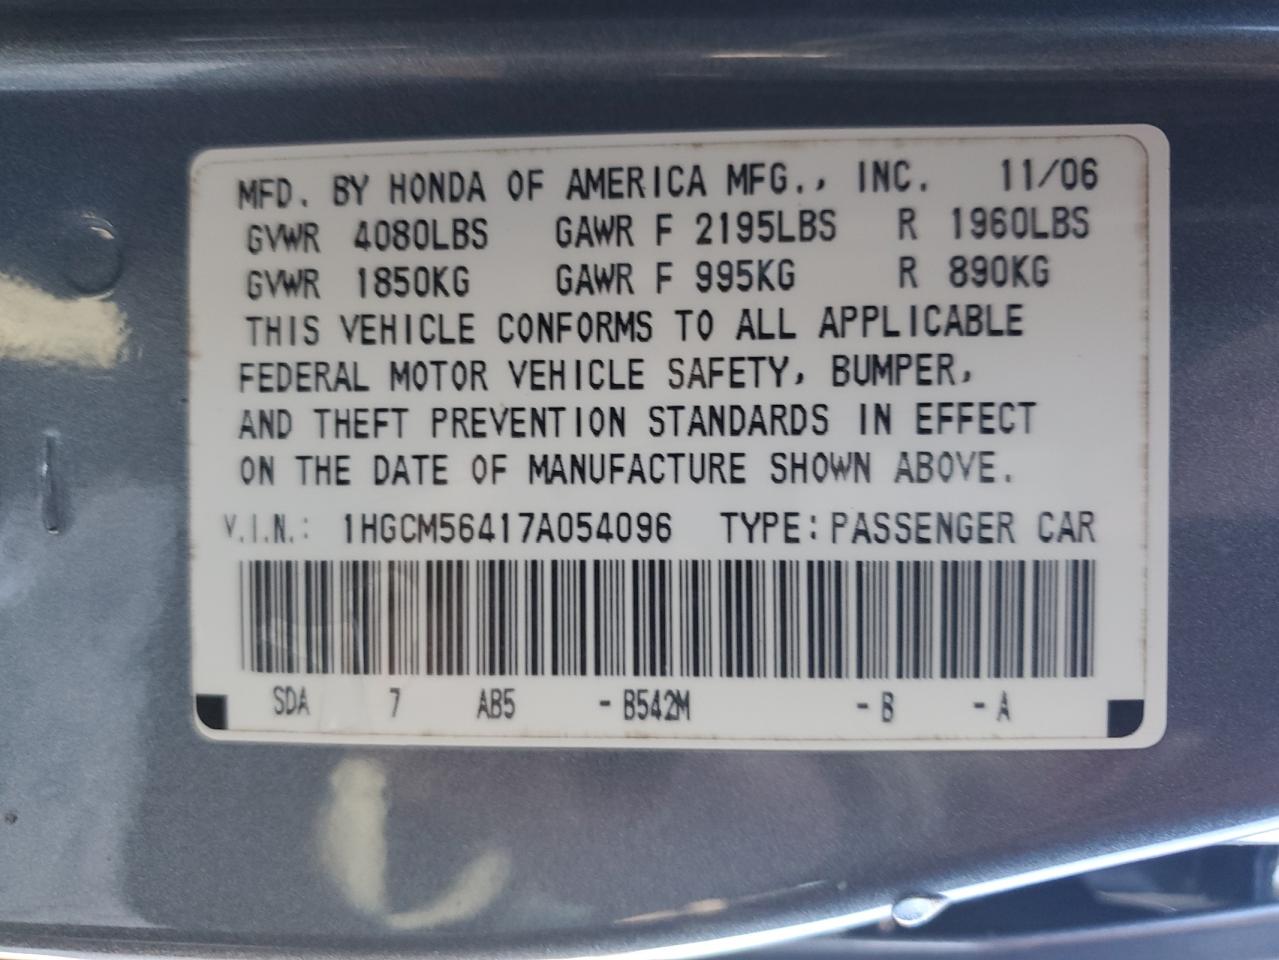 MFD. BY HONDA OF AMERICA MFG., INC. 11/06
GVWR 4080LBS GAWR F 2195LBS R 1960LBS
GVWR 1850KG GAWR F 995KG R 890KG
THIS VEHICLE CONFORMS TO ALL APPLICABLE
FEDERAL MOTOR VEHICLE SAFETY, BUMPER,
AND THEFT PREVENTION STANDARDS IN EFFECT
ON THE DATE OF MANUFACTURE SHOWN ABOVE.
V.I.N.: 1HGCM56417A054096 TYPE: PASSENGER CAR
SDA 7 AB5 - B542M - B - A